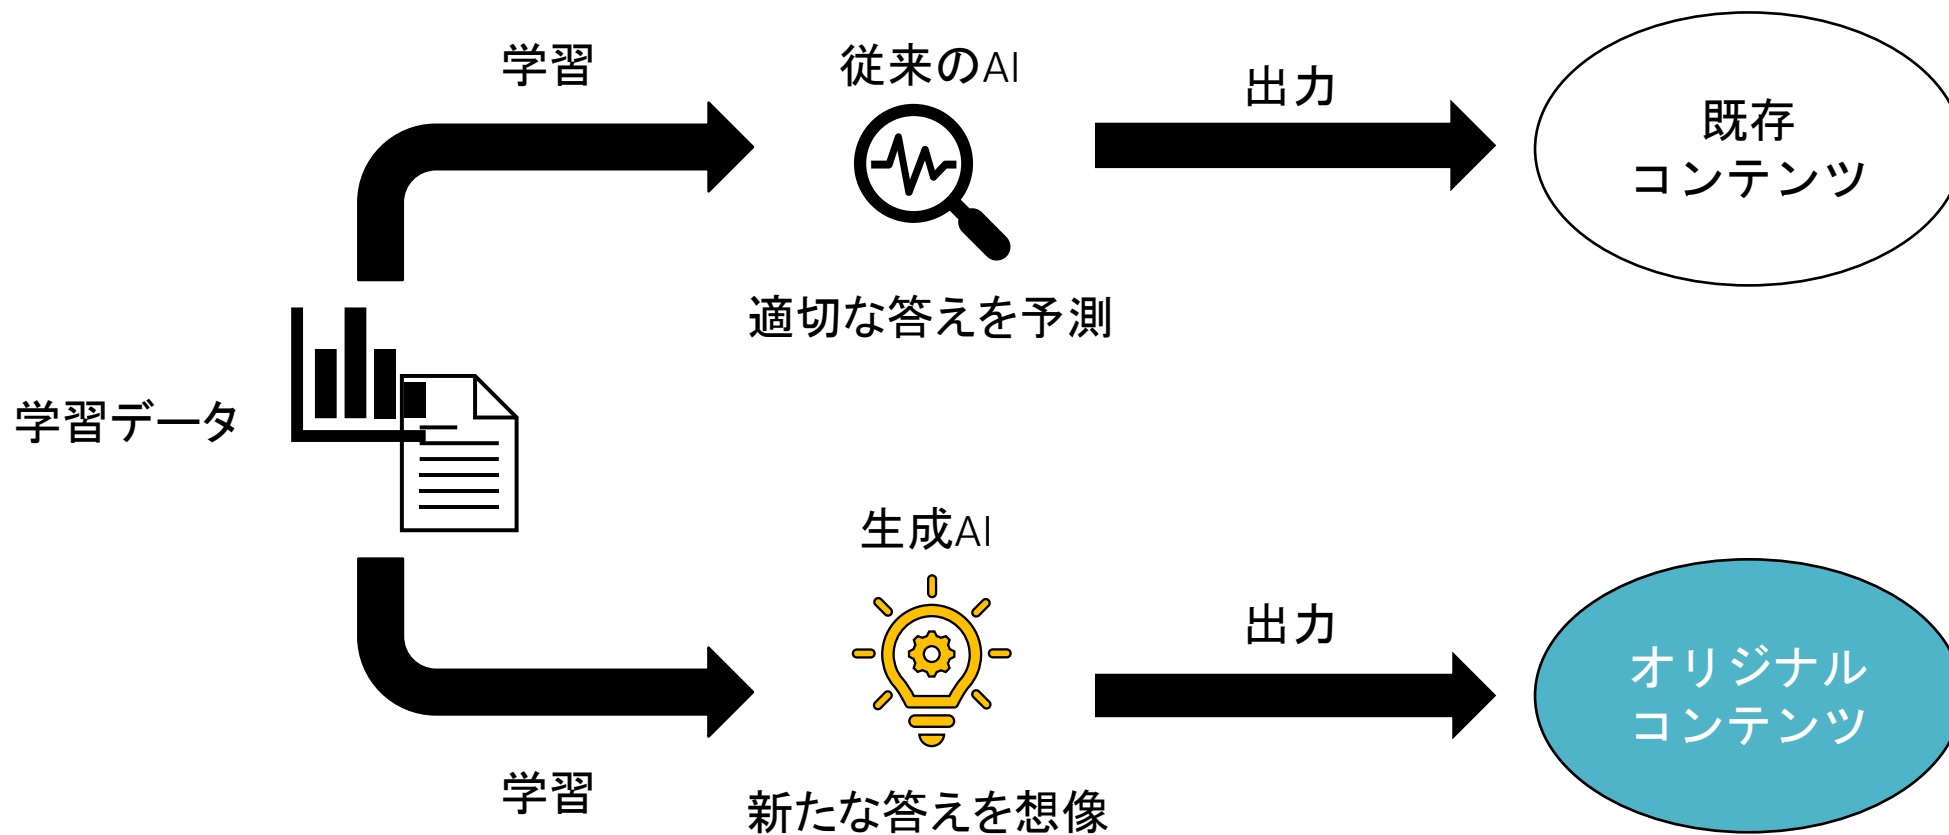 学習
従来のAI
出力
既存
コンテンツ
適切な答えを予測
学習データ
生成AI
出力
オリジナル
コンテンツ
学習
新たな答えを想像